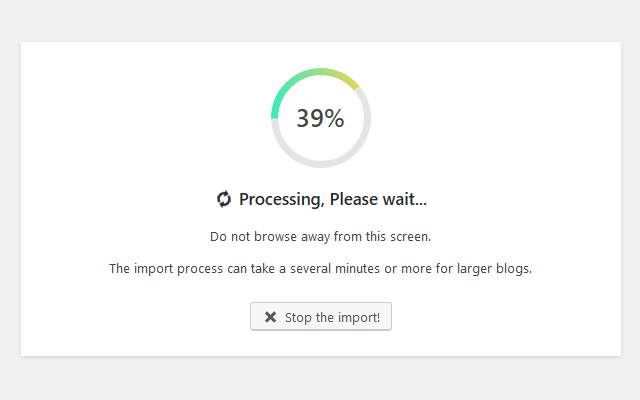 39%
Processing, Please wait...
Do not browse away from this screen.
The import process can take a several minutes or more for larger blogs.
Stop the import!